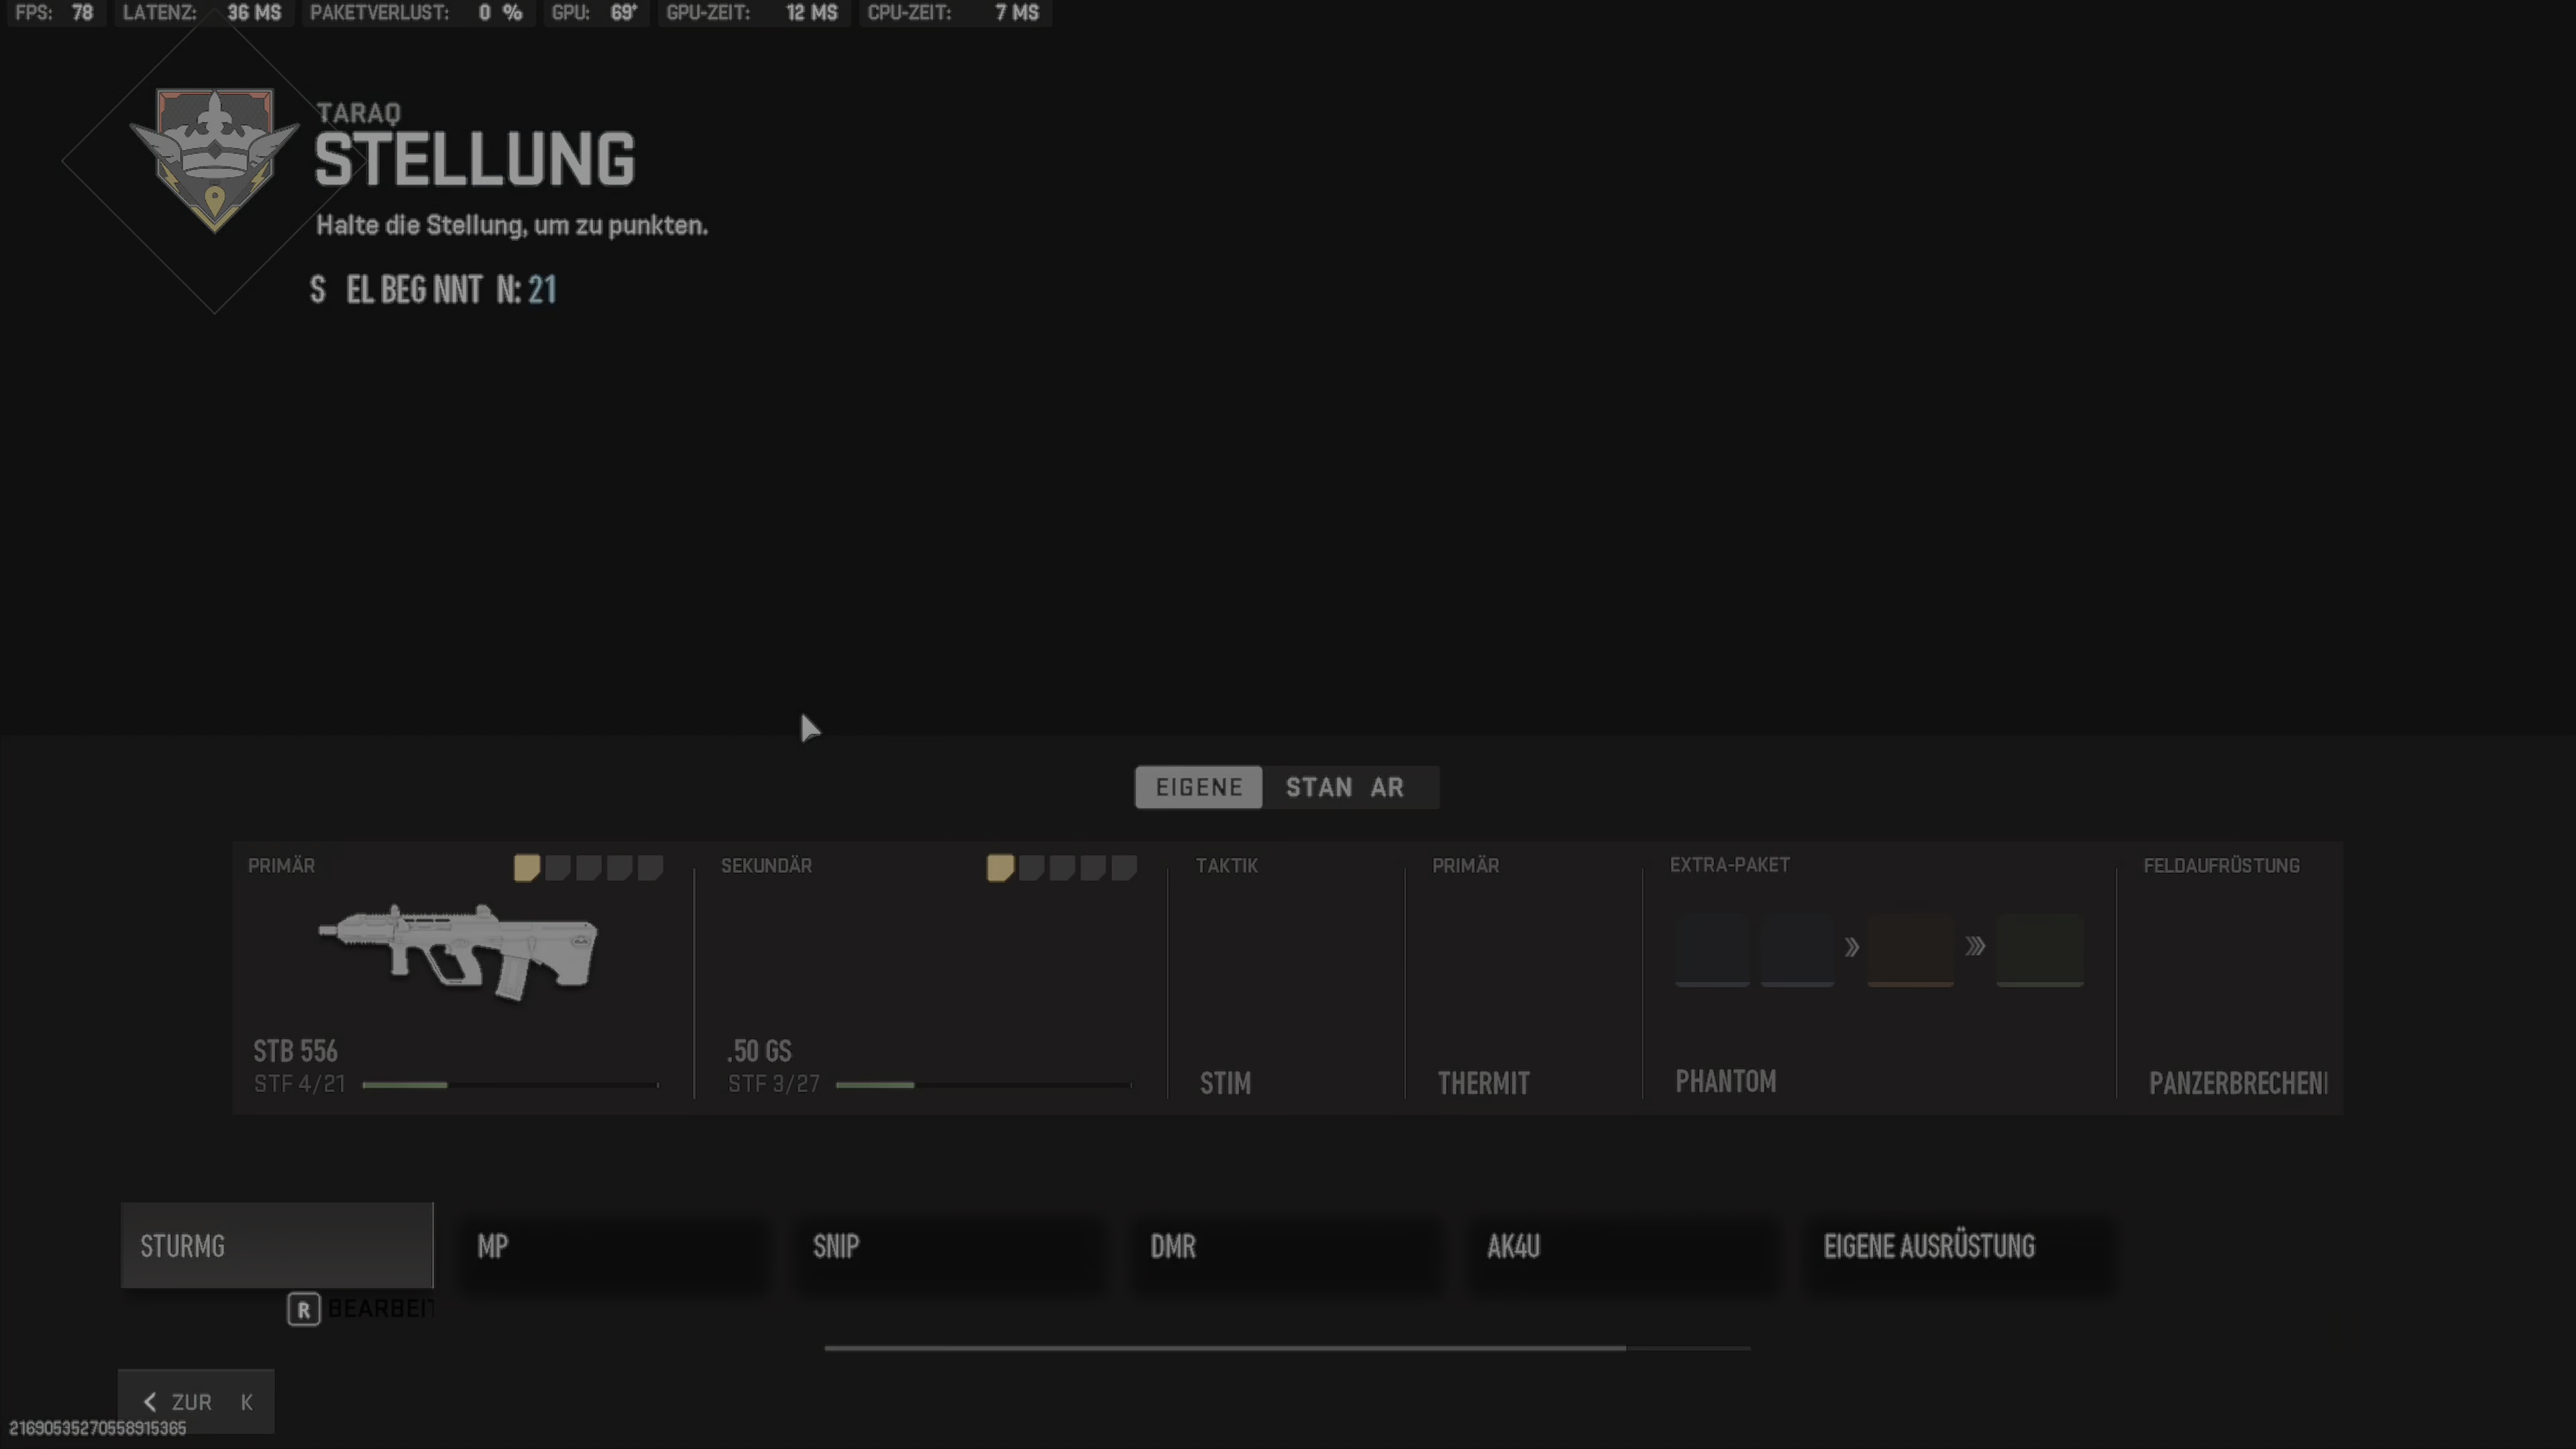 FPS: 78 LATENZ: 36 MS PAKETVERLUST: 0 % GPU: 69° GPU-ZEIT: 12 MS CPU-ZEIT: 7 MS
TARAQ
STELLUNG
Halte die Stellung, um zu punkten.
S EL BEG NNT N: 21
EIGENE STAN AR
PRIMÄR SEKUNDÄR TAKTIK PRIMÄR EXTRA-PAKET FELDAUFRÜSTUNG
STB 556 .50 GS
STF 4/21 STF 3/27 STIM THERMIT PHANTOM PANZERBRECHEN
STURMG MP SNIP DMR AK4U EIGENE AUSRÜSTUNG
R BEARBEIT
ZUR K
21690535270558915365